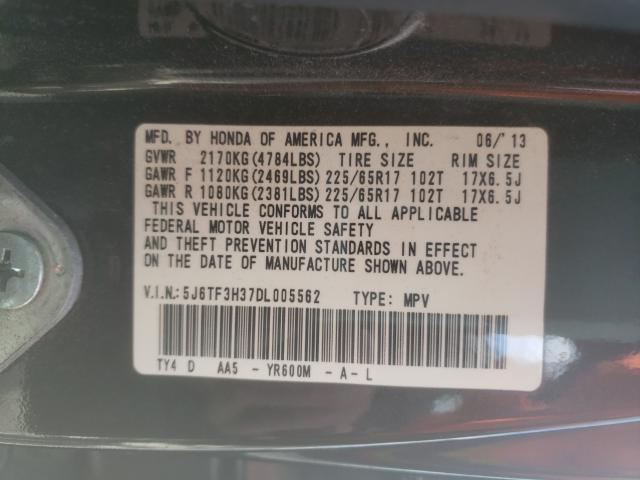 MFD. BY HONDA OF AMERICA MFG., INC. 06/'13
GVWR 2170KG(4784LBS) TIRE SIZE RIM SIZE
GAWR F 1120KG(2469LBS) 225/65R17 102T 17X6.5J
GAWR R 1080KG(2381LBS) 225/65R17 102T 17X6.5J
THIS VEHICLE CONFORMS TO ALL APPLICABLE
FEDERAL MOTOR VEHICLE SAFETY
AND THEFT PREVENTION STANDARDS IN EFFECT
ON THE DATE OF MANUFACTURE SHOWN ABOVE.
V.I.N.: 5J6TF3H37DL005562 TYPE: MPV
TY4 D AA5 - YR600M - A - L